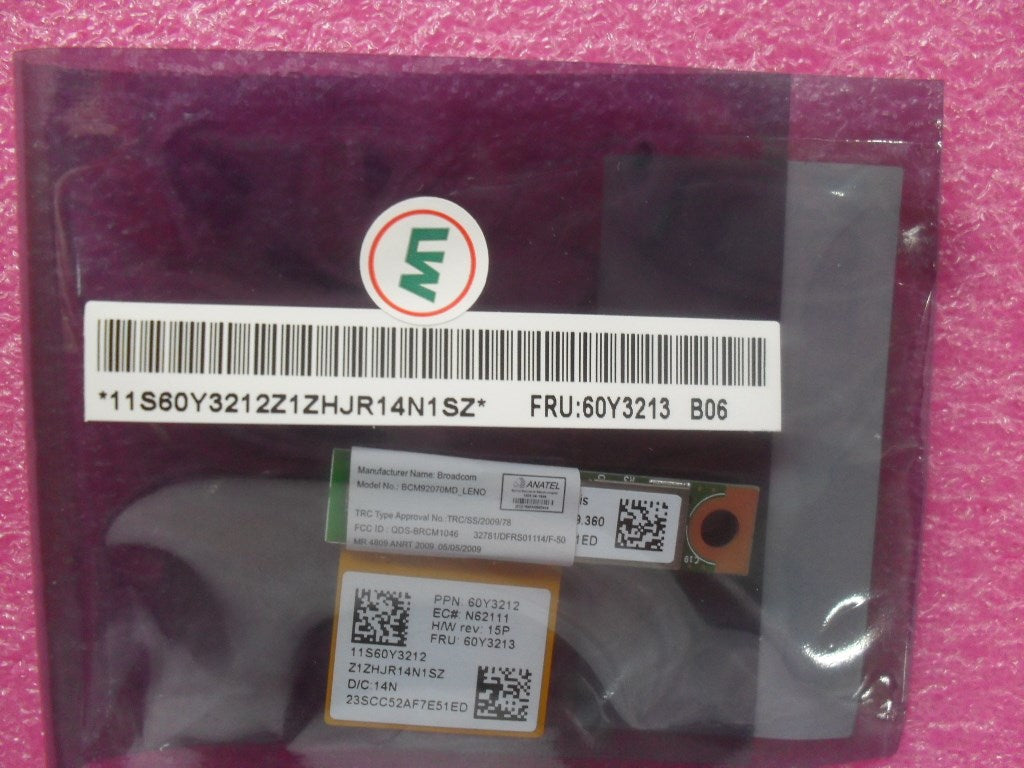 *11S60Y3212Z1ZHJR14N1SZ* FRU:60Y3213 B06
Manufacturer Name: Broadcom
Model No.: BCM92070MD_LENO
ANATEL
TRC Type Approval No.:TRC/SS/2009/78
FCC ID : QDS-BRCM1046 32781/DFRS01114/F-50
MR 4809 ANRT 2009 05/05/2009
.360
1ED
C19
PPN: 60Y3212
EC#: N62111
H/W rev: 15P
FRU: 60Y3213
11S60Y3212
Z1ZHJR14N1SZ
D/C:14N
23SCC52AF7E51ED